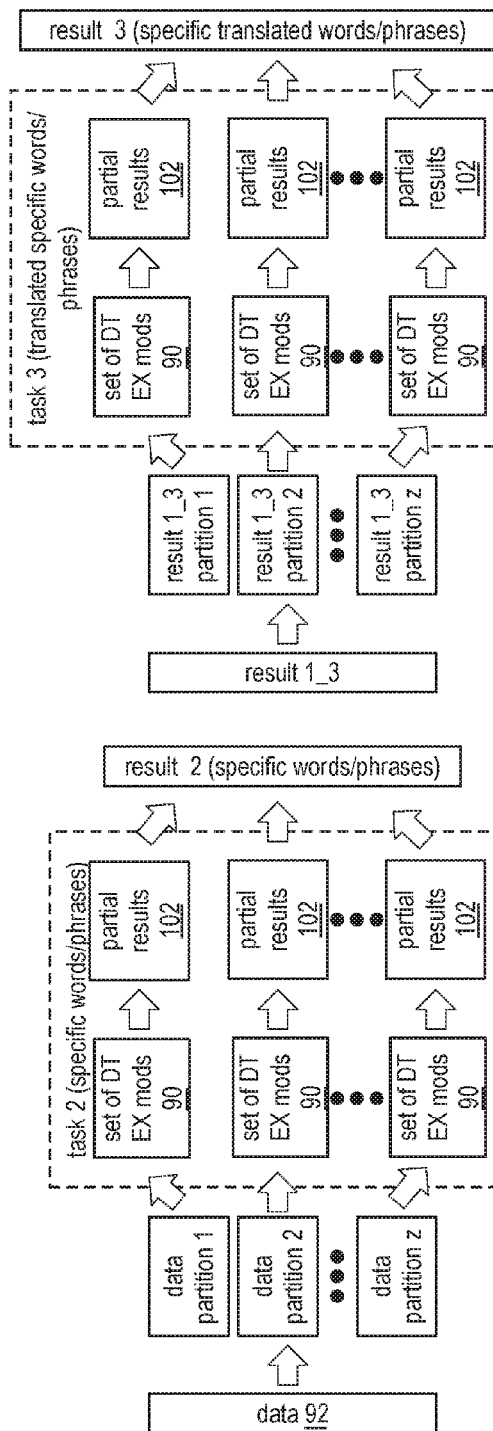 data 92
data
partition 1
data
partition 2
data
partition z
task 2 (specific words/phrases)
set of DT
EX mods
90
set of DT
EX mods
90
set of DT
EX mods
90
partial
results
102
partial
results
102
partial
results
102
result 2 (specific words/phrases)
result 1_3
result 1_3
partition 1
result 1_3
partition 2
result 1_3
partition z
task 3 (translated specific words/
phrases)
set of DT
EX mods
90
set of DT
EX mods
90
set of DT
EX mods
90
partial
results
102
partial
results
102
partial
results
102
result 3 (specific translated words/phrases)